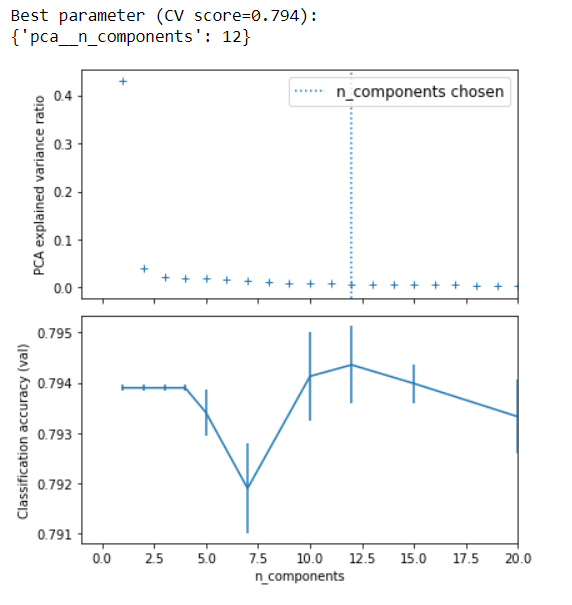 Best parameter (CV score=0.794):
{'pca__n_components': 12}
PCA explained variance ratio
0.4
0.3
0.2
0.1
0.0
n_components chosen
Classification accuracy (val)
0.795
0.794
0.793
0.792
0.791
0.0 2.5 5.0 7.5 10.0 12.5 15.0 17.5 20.0
n_components